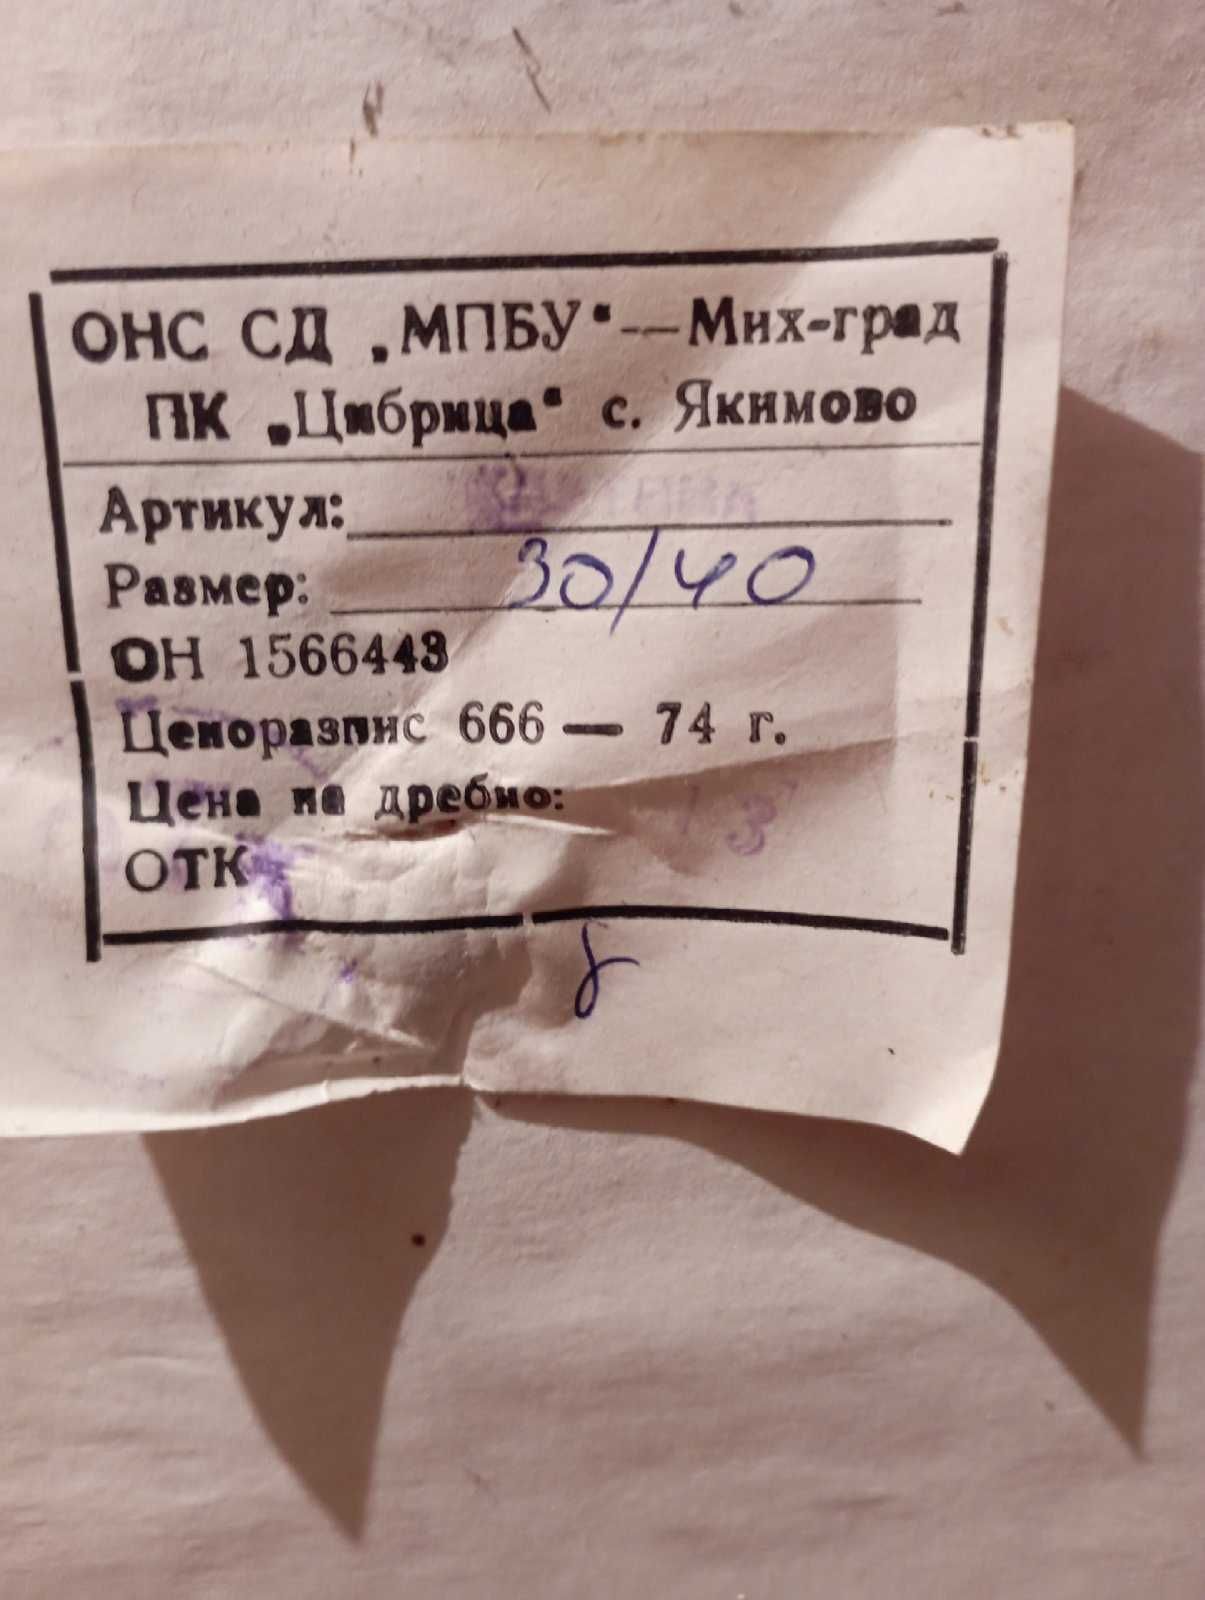 ОНС СД „МПБУ“ — Мих-град
ПК „Цибрица“ с. Якимово
Артикул:
Размер: 30/40
ОН 1566443
Ценоразпис 666 — 74 г.
Цена на дребно: 13
ОТК